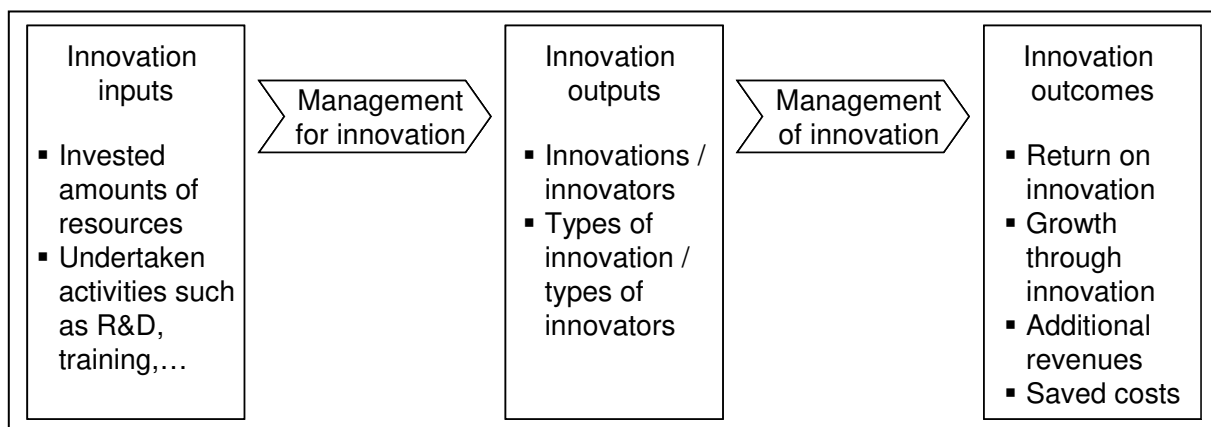 Innovation
inputs
▪ Invested
amounts of
resources
▪ Undertaken
activities such
as R&D,
training,…
Management
for innovation
Innovation
outputs
▪ Innovations /
innovators
▪ Types of
innovation /
types of
innovators
Management
of innovation
Innovation
outcomes
▪ Return on
innovation
▪ Growth
through
innovation
▪ Additional
revenues
▪ Saved costs